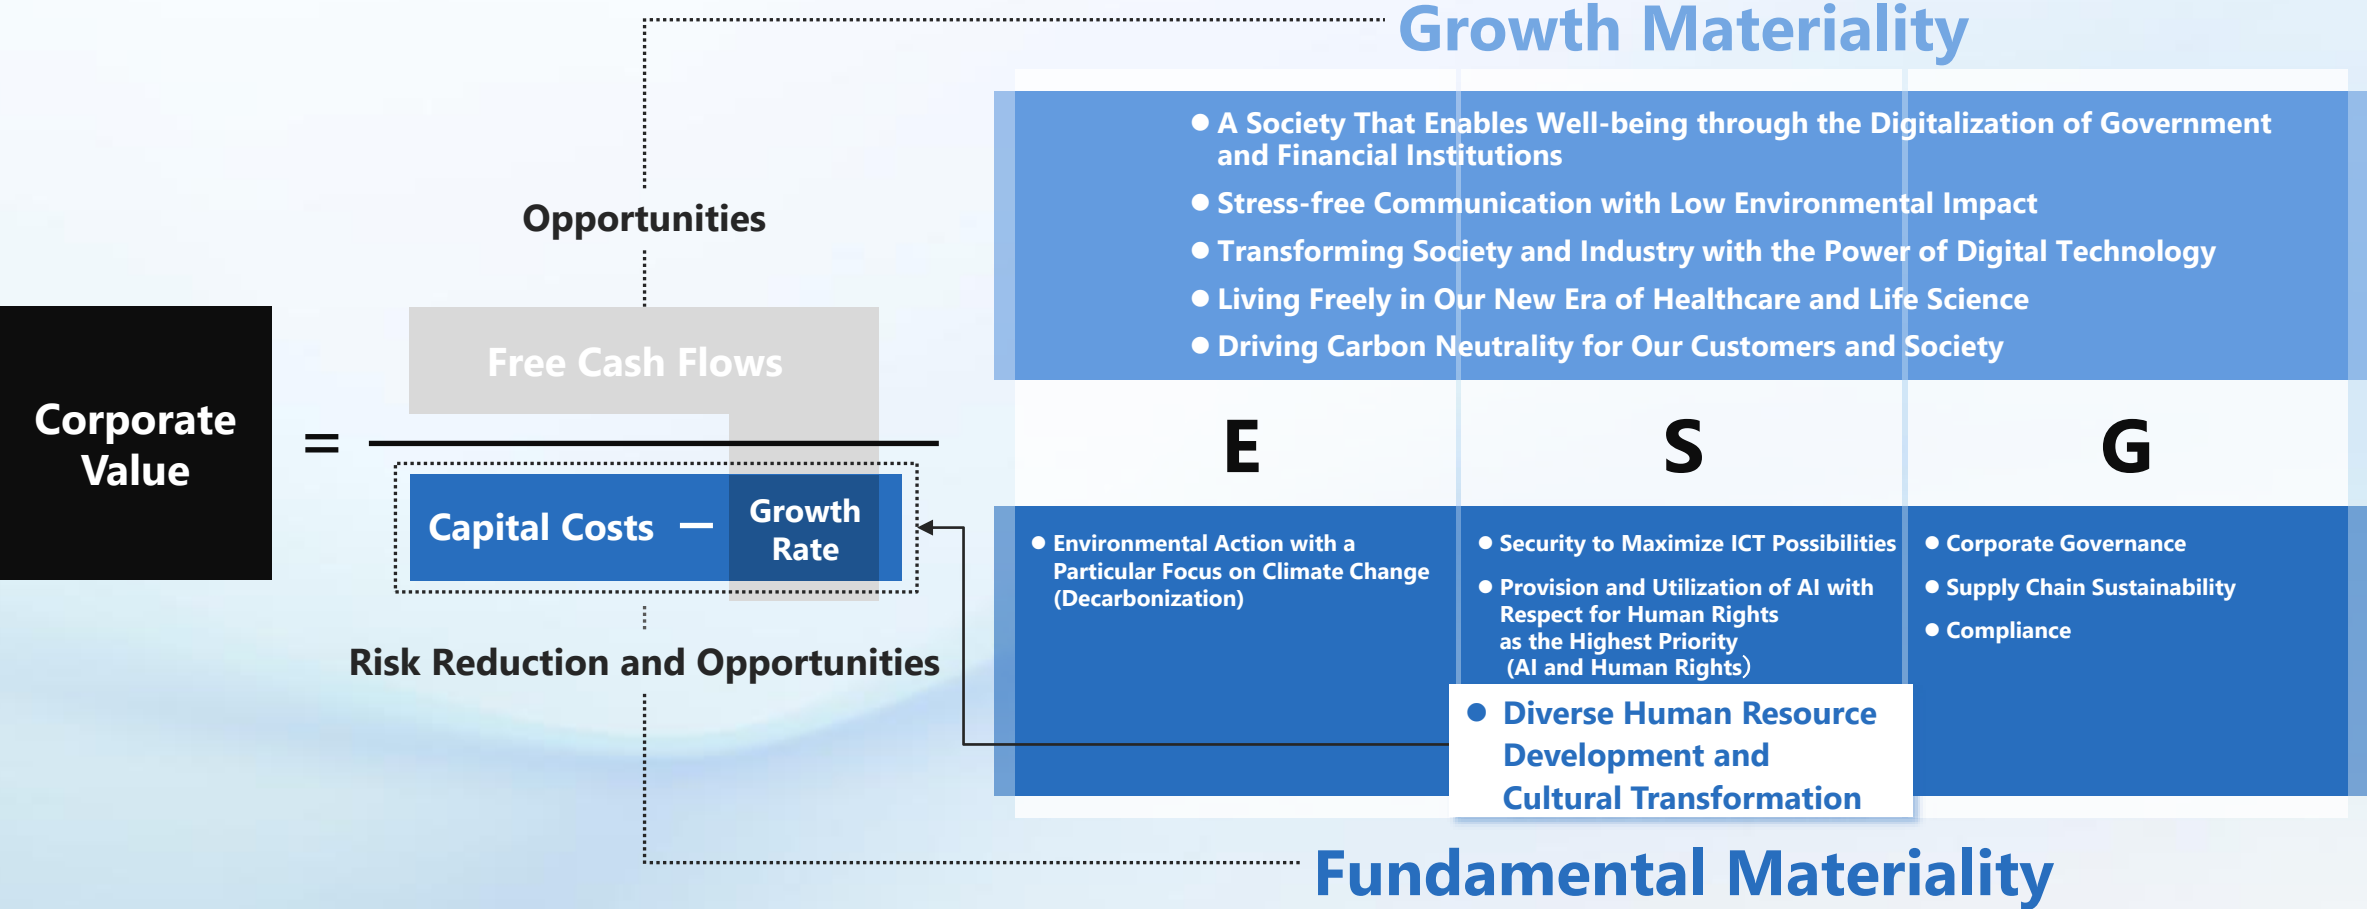 Growth Materiality
● A Society That Enables Well-being through the Digitalization of Government
and Financial Institutions
● Stress-free Communication with Low Environmental Impact
● Transforming Society and Industry with the Power of Digital Technology
● Living Freely in Our New Era of Healthcare and Life Science
● Driving Carbon Neutrality for Our Customers and Society
Opportunities
Free Cash Flows
Corporate
Value
=
Capital Costs −
Growth
Rate
Risk Reduction and Opportunities
E
S
G
● Environmental Action with a
Particular Focus on Climate Change
(Decarbonization)
● Security to Maximize ICT Possibilities
● Provision and Utilization of AI with
Respect for Human Rights
as the Highest Priority
(AI and Human Rights）
● Diverse Human Resource
Development and
Cultural Transformation
● Corporate Governance
● Supply Chain Sustainability
● Compliance
Fundamental Materiality